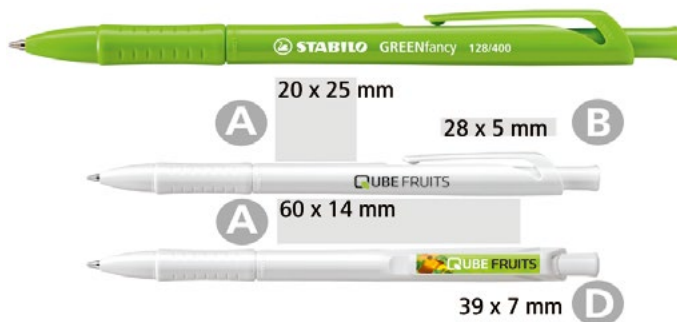 STABILO GREENfancy 128/400
20 x 25 mm
A
28 x 5 mm
B
QUBE FRUITS
A
60 x 14 mm
QUBE FRUITS
39 x 7 mm
D